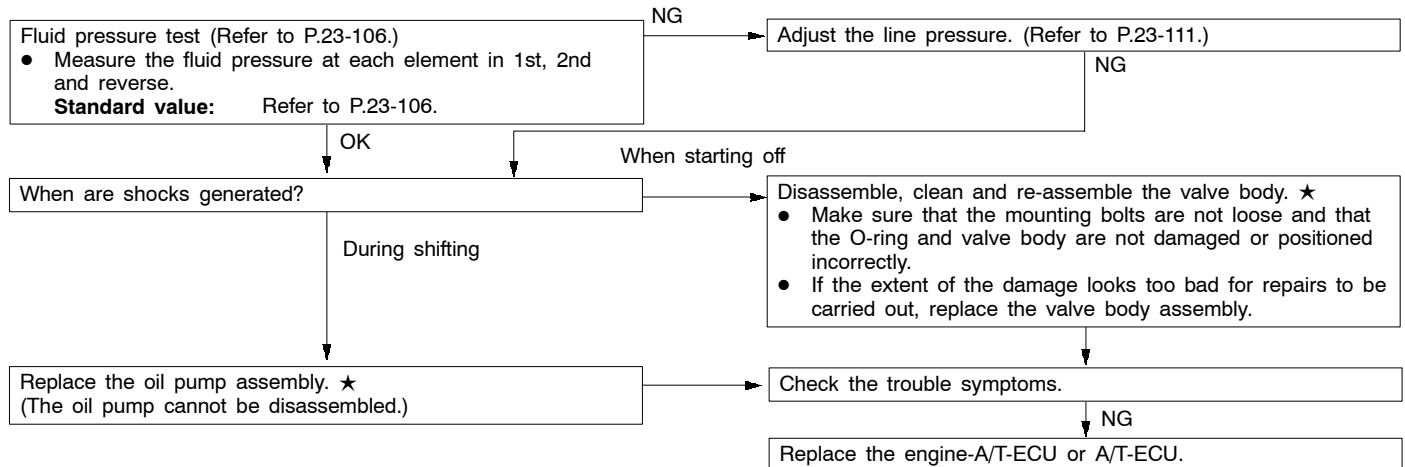 NG
Fluid pressure test (Refer to P.23-106.)
● Measure the fluid pressure at each element in 1st, 2nd
and reverse.
Standard value: Refer to P.23-106.
Adjust the line pressure. (Refer to P.23-111.)
NG
OK
When starting off
When are shocks generated?
Disassemble, clean and re-assemble the valve body. ★
● Make sure that the mounting bolts are not loose and that
the O-ring and valve body are not damaged or positioned
incorrectly.
● If the extent of the damage looks too bad for repairs to be
carried out, replace the valve body assembly.
During shifting
Replace the oil pump assembly. ★
(The oil pump cannot be disassembled.)
Check the trouble symptoms.
NG
Replace the engine-A/T-ECU or A/T-ECU.